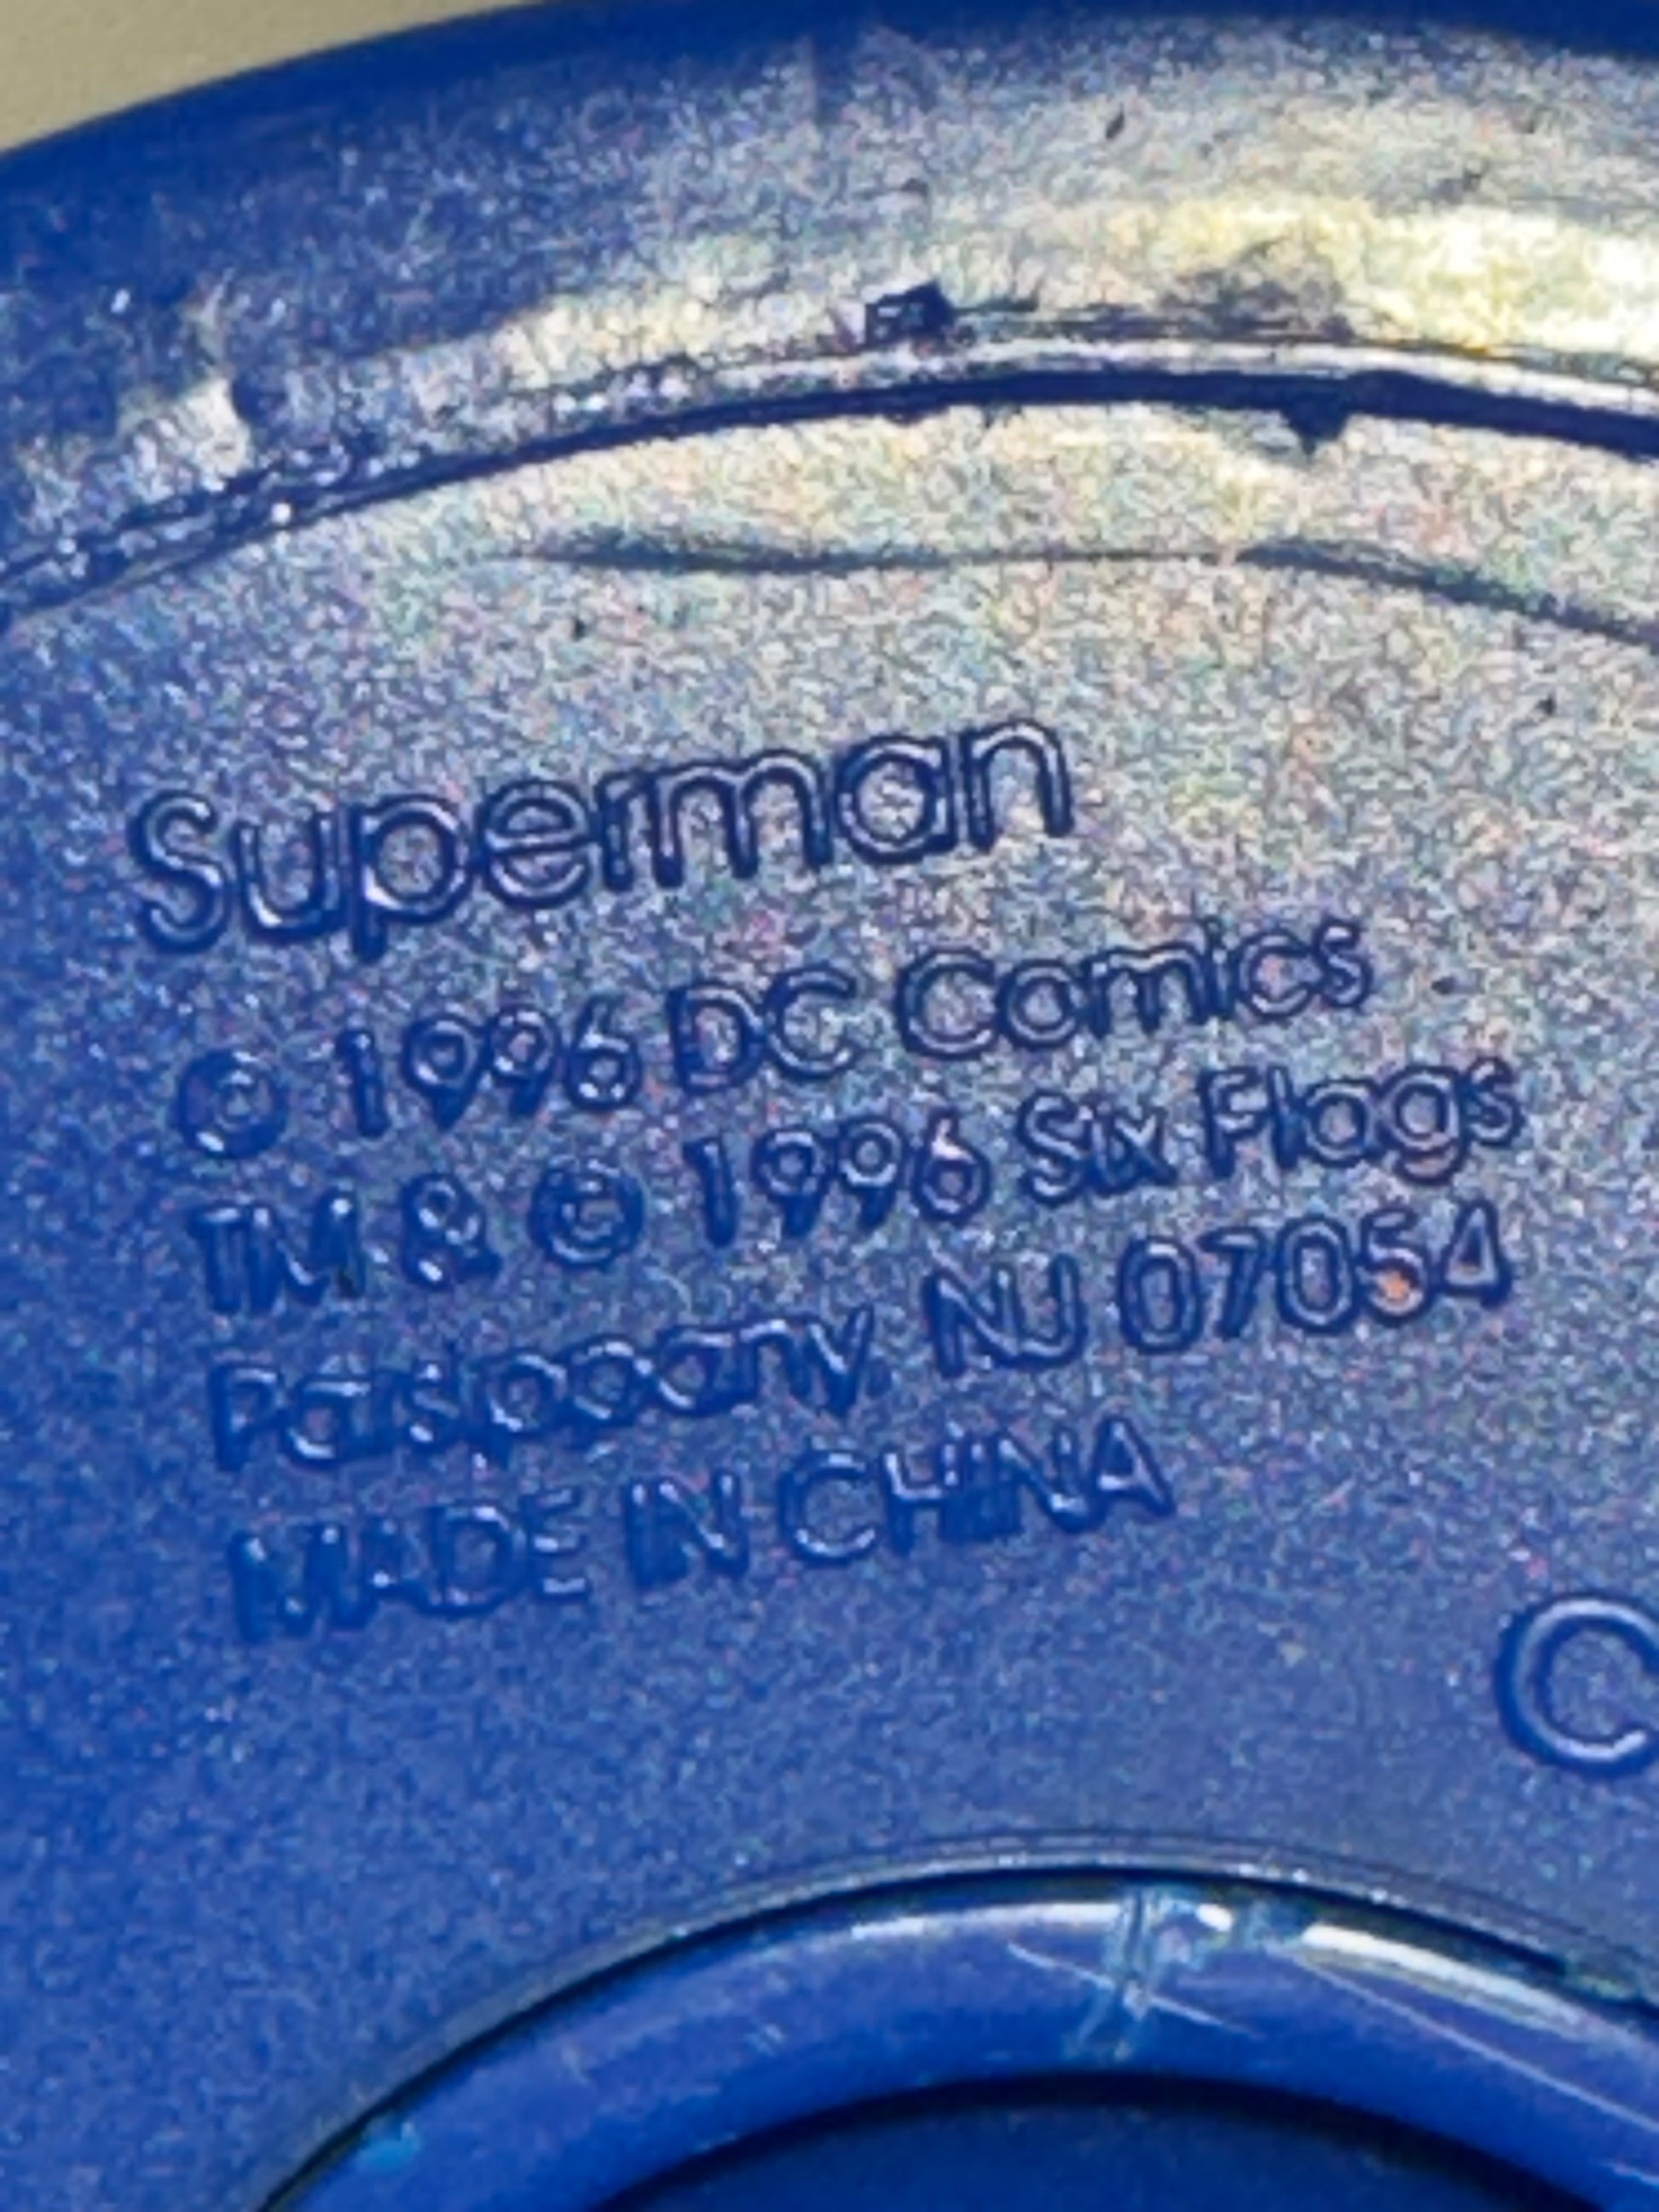 Superman
© 1996 DC Comics
TM & © 1996 Six Flags
Parsippany, NJ 07054
MADE IN CHINA
C